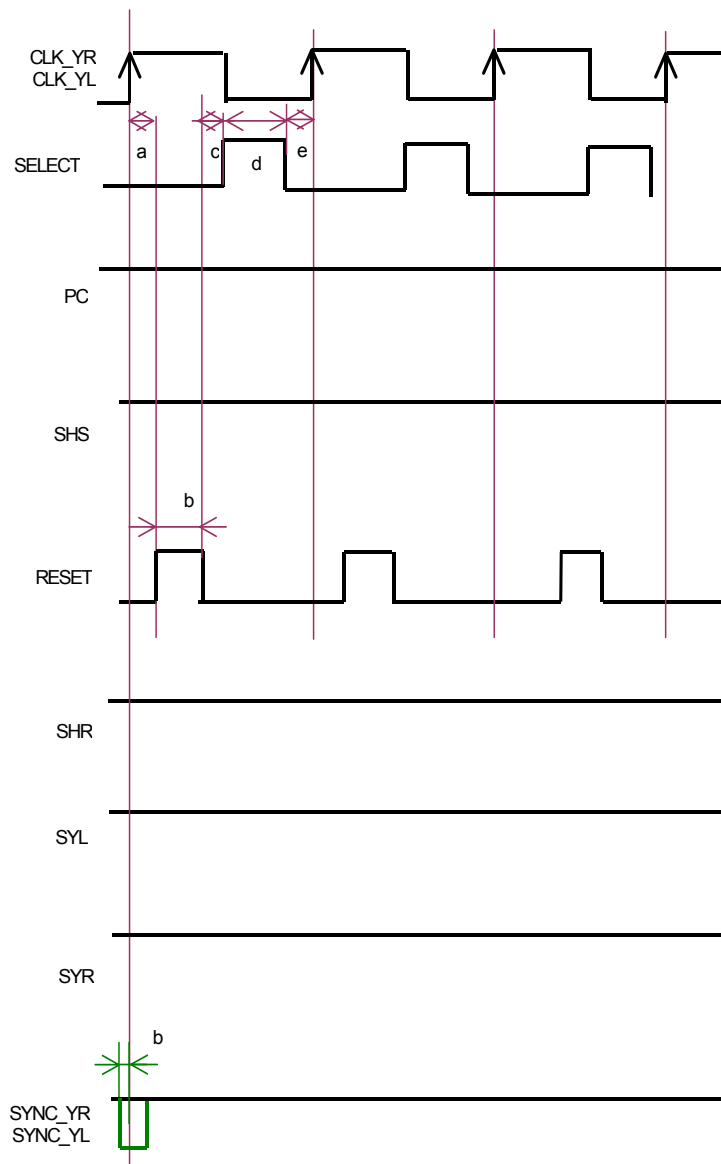 CLK_YR
CLK_YL
a
c
d
e
SELECT
PC
SHS
b
RESET
SHR
SYL
SYR
b
SYNC_YR
SYNC_YL